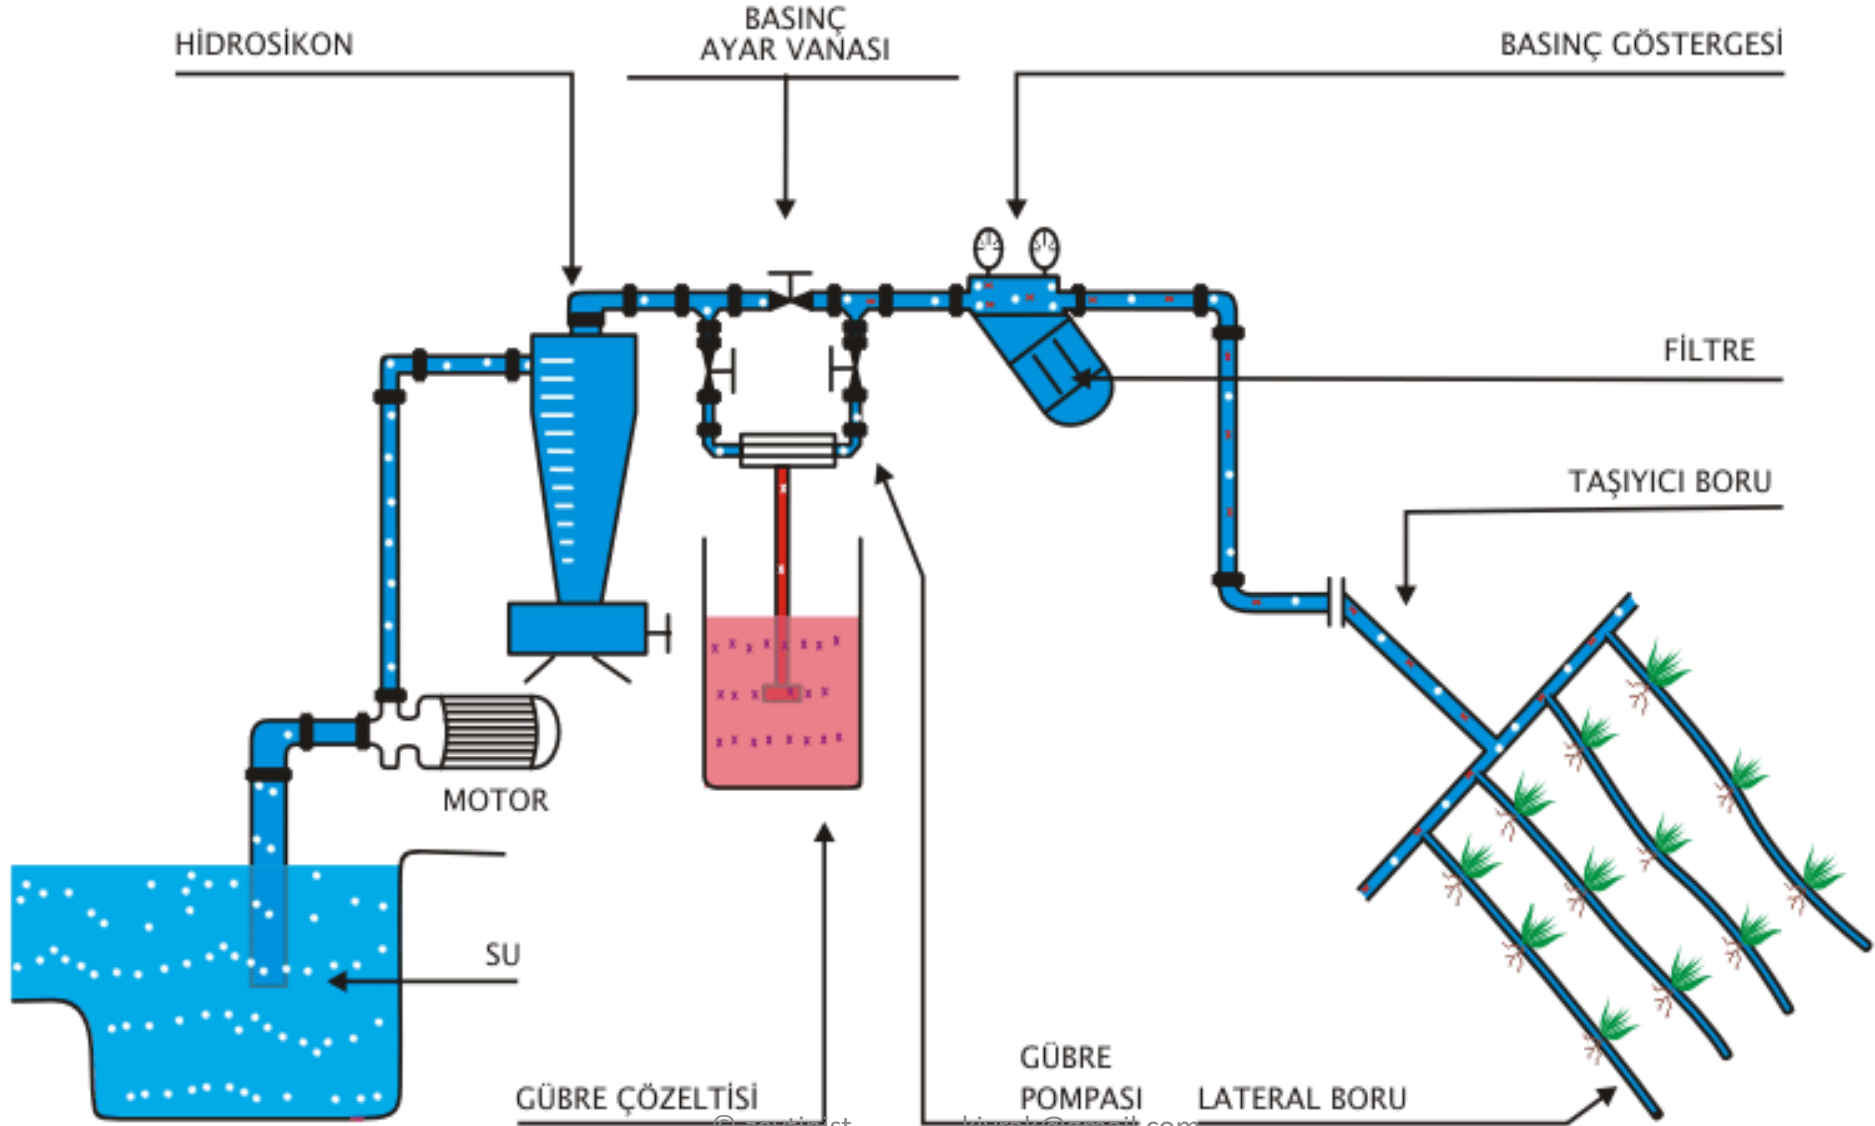 HİDROSİKON
BASINÇ
AYAR VANASI
BASINÇ GÖSTERGESİ
FİLTRE
TAŞIYICI BORU
MOTOR
SU
GÜBRE ÇÖZELTİSİ
GÜBRE
POMPASI
LATERAL BORU